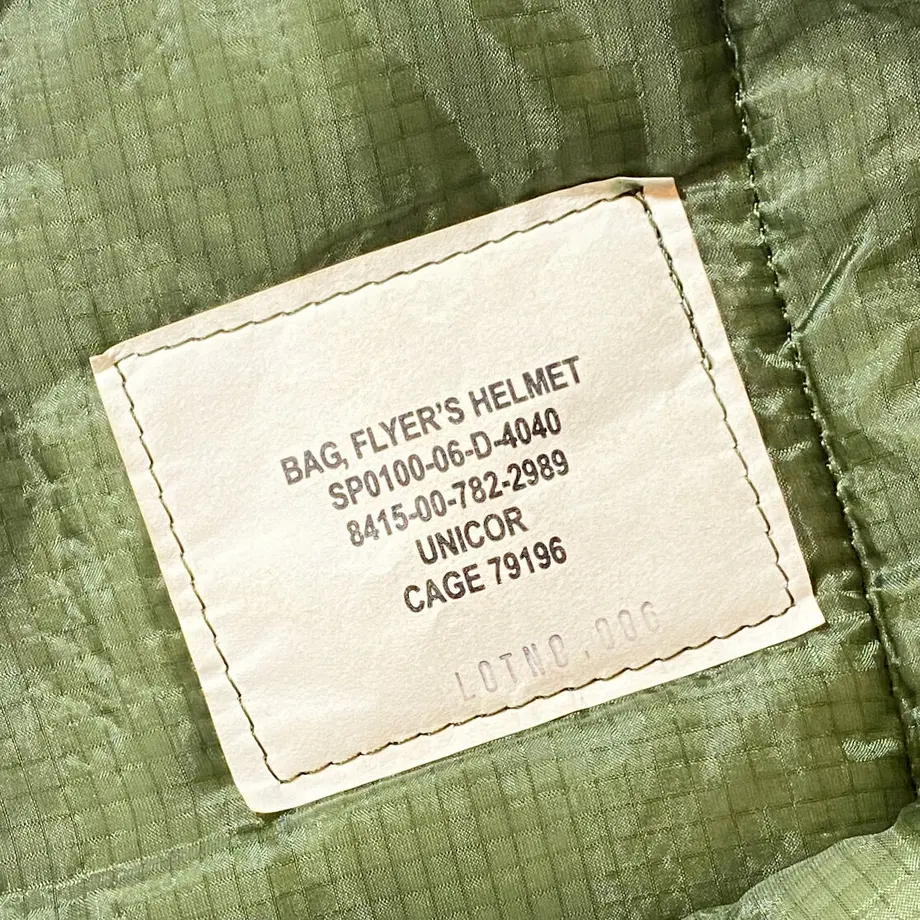 BAG, FLYER'S HELMET
SP0100-06-D-4040
8415-00-782-2989
UNICOR
CAGE 79196
LOTNO.006